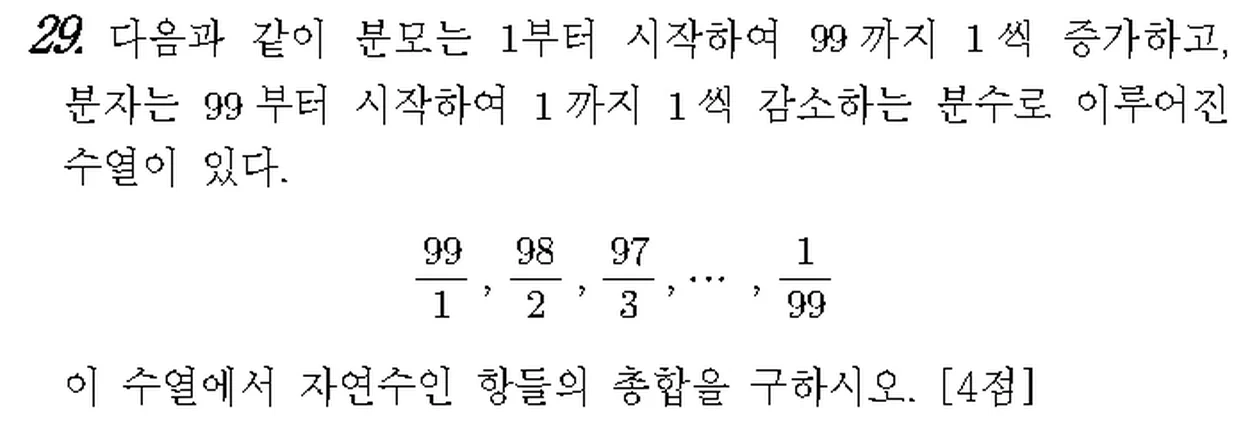 29. 다음과 같이 분모는 1부터 시작하여 99까지 1씩 증가하고,
분자는 99부터 시작하여 1까지 1씩 감소하는 분수로 이루어진
수열이 있다.
99/1, 98/2, 97/3, ⋯, 1/99
이 수열에서 자연수인 항들의 총합을 구하시오. [4점]